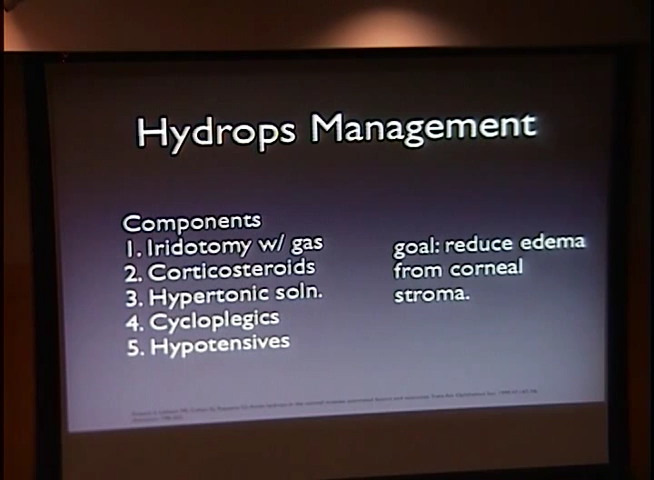 Hydrops Management
Components
1. Iridotomy w/ gas
2. Corticosteroids
3. Hypertonic soln.
4. Cycloplegics
5. Hypotensives
goal: reduce edema
from corneal
stroma.